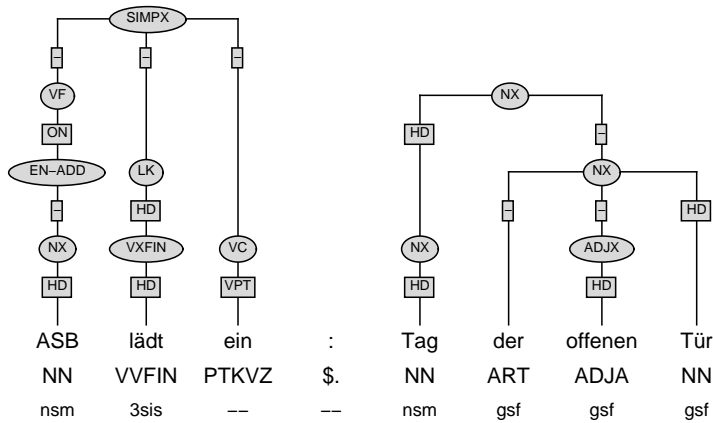 SIMPX
– – –
VF NX
ON HD –
EN–ADD LK NX
– HD – – HD
NX VXFIN VC NX ADJX
HD HD VPT HD HD
ASB lädt ein : Tag der offenen Tür
NN VVFIN PTKVZ $. NN ART ADJA NN
nsm 3sis –– –– nsm gsf gsf gsf